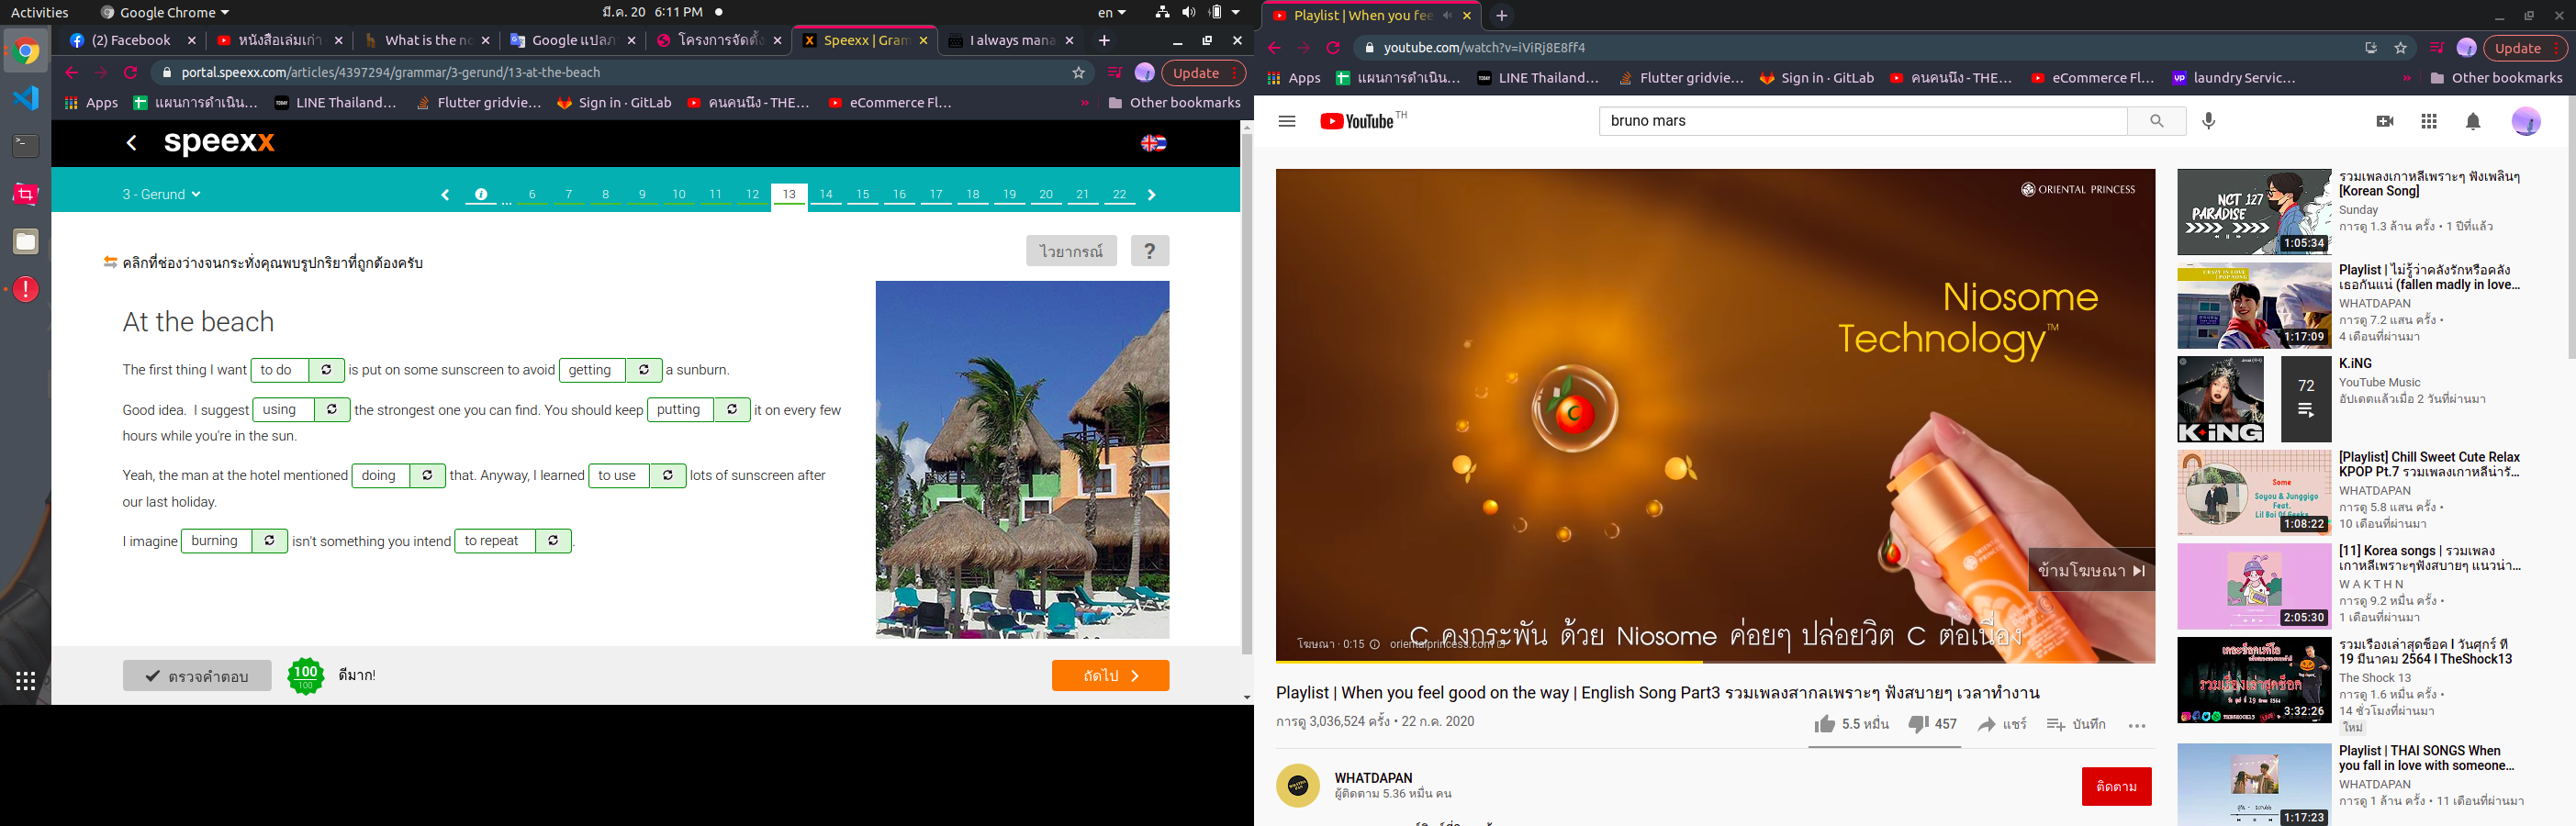 Activities
Google Chrome
มี.ค. 20 6:11 PM
en
(2) Facebook
หนังสือเล่มเก่า
What is the no
Google แปลภ
โครงการจัดตั้ง
Speexx | Gram
I always mana
portal.speexx.com/articles/4397294/grammar/3-gerund/13-at-the-beach
Update
Apps
แผนการดำเนิน...
LINE Thailand...
Flutter gridvie...
Sign in · GitLab
คนคนนึง - THE...
eCommerce Fl...
Other bookmarks
speexx
3 - Gerund
... 6 7 8 9 10 11 12 13 14 15 16 17 18 19 20 21 22
ไวยากรณ์
?
คลิกที่ช่องว่างจนกระทั่งคุณพบรูปกริยาที่ถูกต้องครับ
At the beach
The first thing I want to do is put on some sunscreen to avoid getting a sunburn.
Good idea. I suggest using the strongest one you can find. You should keep putting it on every few
hours while you're in the sun.
Yeah, the man at the hotel mentioned doing that. Anyway, I learned to use lots of sunscreen after
our last holiday.
I imagine burning isn't something you intend to repeat.
ตรวจคำตอบ
100
100
ดีมาก!
ถัดไป
Playlist | When you fee
youtube.com/watch?v=iViRj8E8ff4
Update
Apps
แผนการดำเนิน...
LINE Thailand...
Flutter gridvie...
Sign in · GitLab
คนคนนึง - THE...
eCommerce Fl...
laundry Servic...
Other bookmarks
YouTube TH
bruno mars
ORIENTAL PRINCESS
Niosome
Technology™
C
ข้ามโฆษณา
C คงกระพัน ด้วย Niosome ค่อยๆ ปล่อยวิต C ต่อเนื่อง
โฆษณา · 0:15
orientalprincess.com
Playlist | When you feel good on the way | English Song Part3 รวมเพลงสากลเพราะๆ ฟังสบายๆ เวลาทำงาน
การดู 3,036,524 ครั้ง • 22 ก.ค. 2020
5.5 หมื่น
457
แชร์
บันทึก
WHATDAPAN
ผู้ติดตาม 5.36 หมื่น คน
ติดตาม
NCT 127
PARADISE
1:05:34
รวมเพลงเกาหลีเพราะๆ ฟังเพลินๆ
[Korean Song]
Sunday
การดู 1.3 ล้าน ครั้ง • 1 ปีที่แล้ว
CRAZY IN LOVE
1:17:09
Playlist | ไม่รู้ว่าคลั่งรักหรือคลั่ง
เธอกันแน่ (fallen madly in love...
WHATDAPAN
การดู 7.2 แสน ครั้ง •
4 เดือนที่ผ่านมา
K.iNG
72
K.iNG
YouTube Music
อัปเดตแล้วเมื่อ 2 วันที่ผ่านมา
Some
Soyou & Junggigo
Feat.
Lil Boi Of Geeks
1:08:22
[Playlist] Chill Sweet Cute Relax
KPOP Pt.7 รวมเพลงเกาหลีน่ารั...
WHATDAPAN
การดู 5.8 แสน ครั้ง •
10 เดือนที่ผ่านมา
2:05:30
[11] Korea songs | รวมเพลง
เกาหลีเพราะๆฟังสบายๆ แนวน่า...
W A K T H N
การดู 9.2 หมื่น ครั้ง •
1 เดือนที่ผ่านมา
เดอะช็อคเรดิโอ
รวมเรื่องเล่าสุดช็อค
3:32:26
รวมเรื่องเล่าสุดช็อค l วันศุกร์ ที่
19 มีนาคม 2564 l TheShock13
The Shock 13
การดู 1.6 หมื่น ครั้ง •
14 ชั่วโมงที่ผ่านมา
ใหม่
1:17:23
Playlist | THAI SONGS When
you fall in love with someone...
WHATDAPAN
การดู 1 ล้าน ครั้ง • 11 เดือนที่ผ่านมา